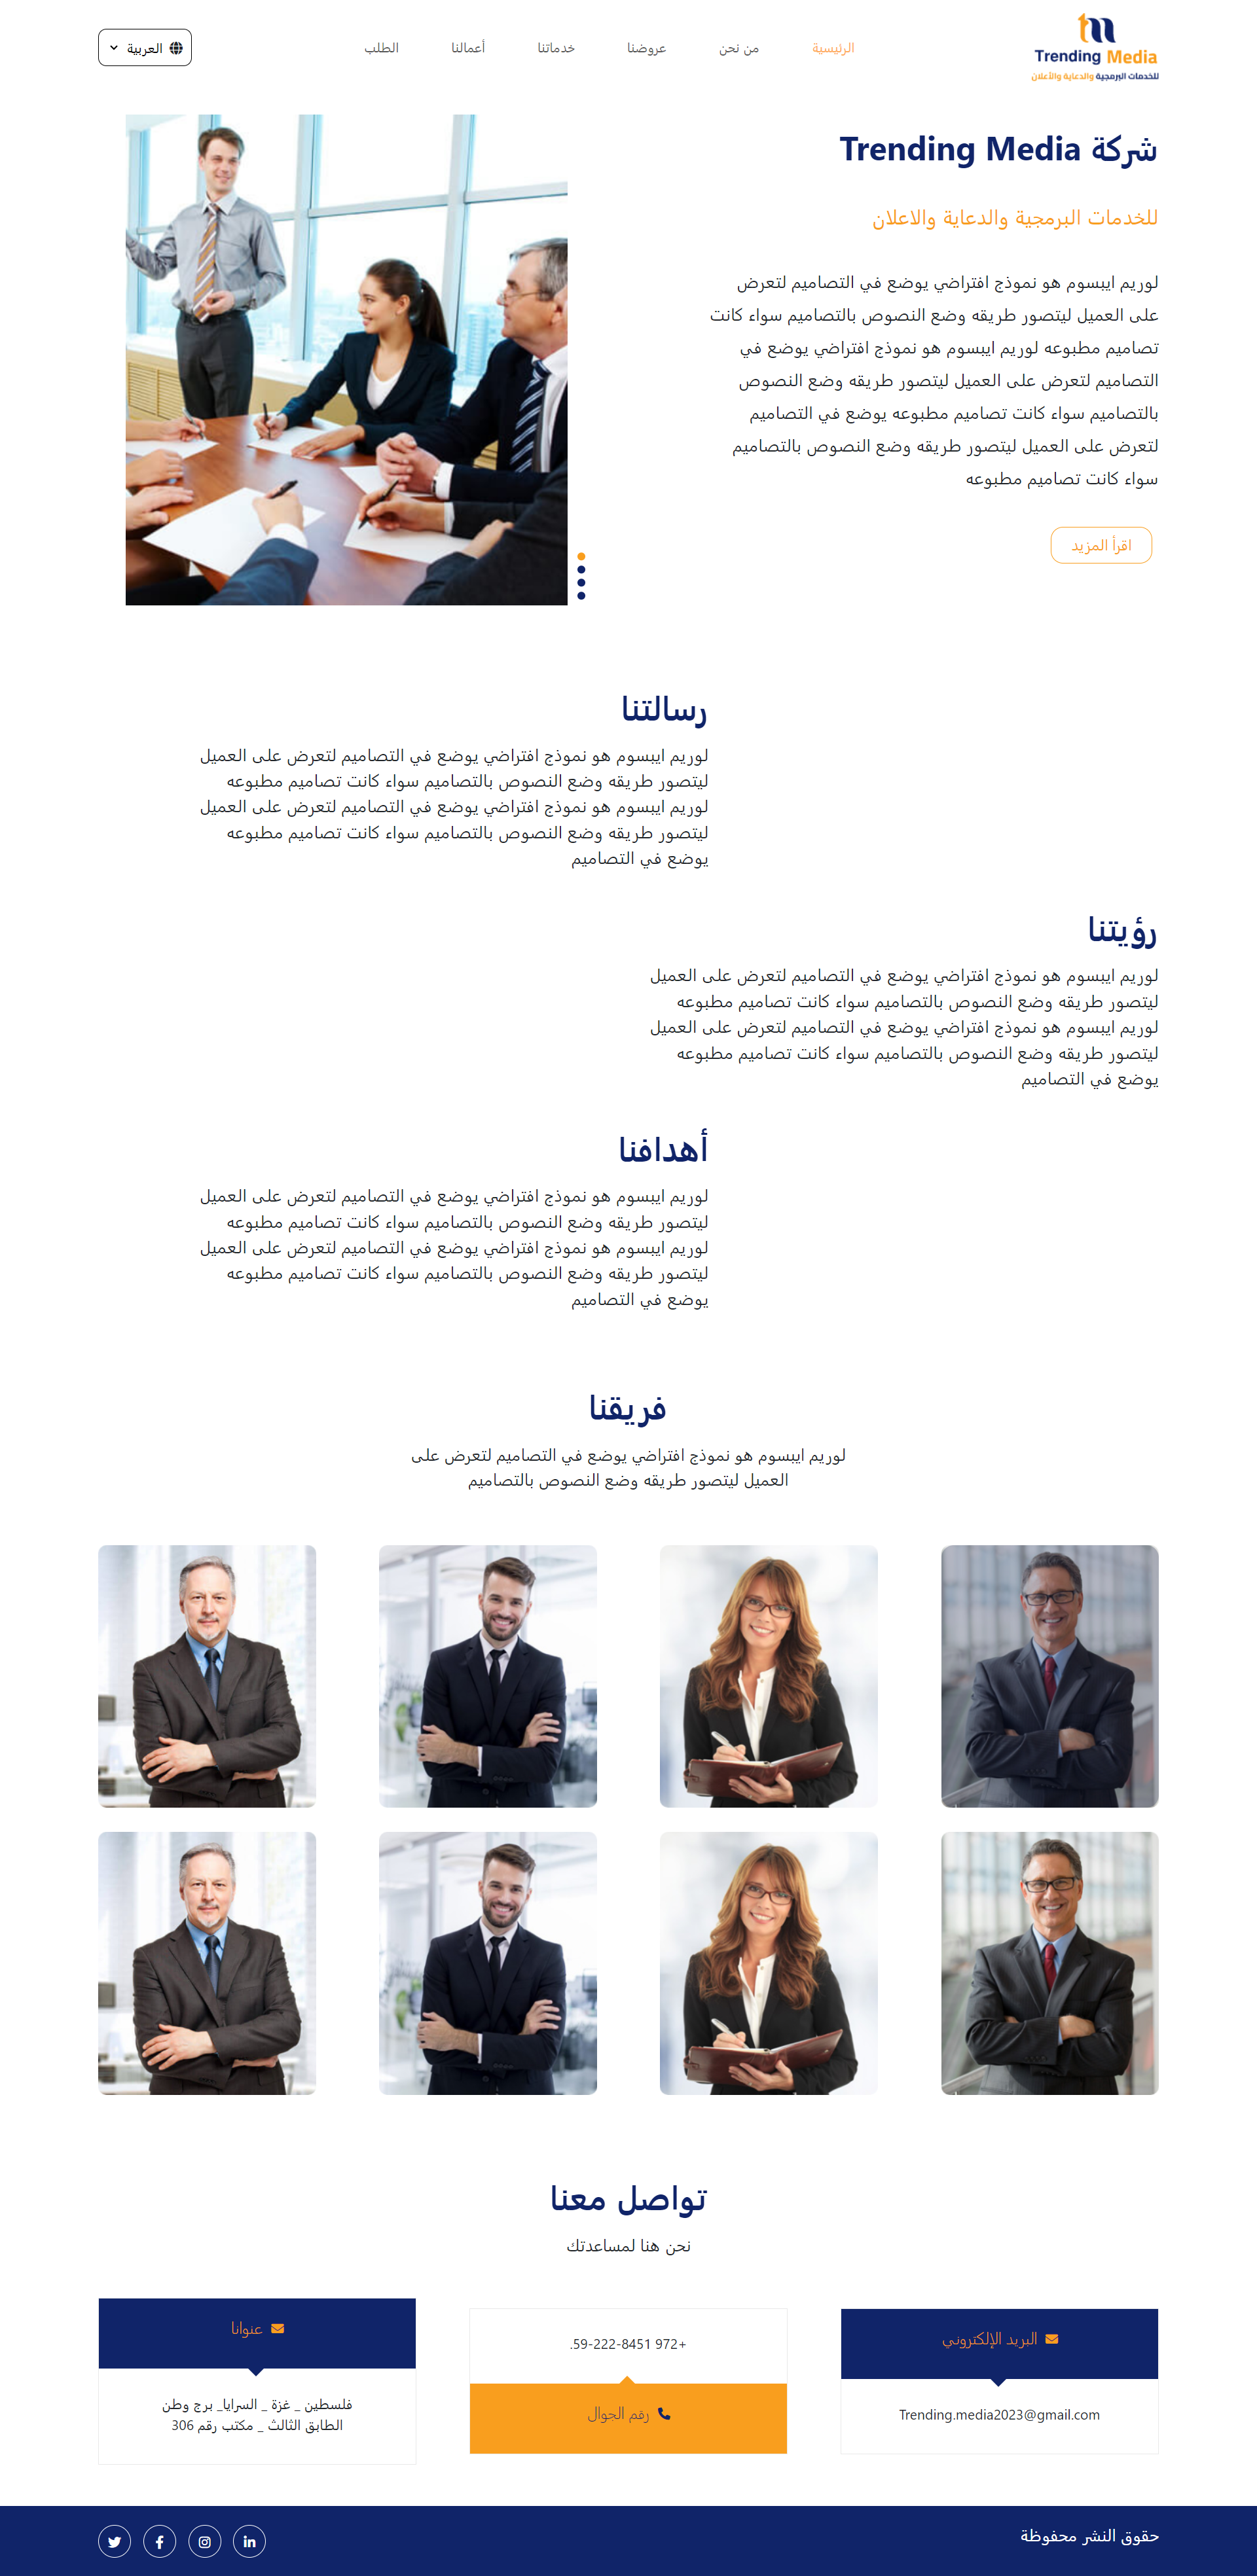 Trending Media
للخدمات البرمجية والدعاية والأعلان
الرئيسية
من نحن
عروضنا
خدماتنا
أعمالنا
الطلب
العربية
شركة Trending Media
للخدمات البرمجية والدعاية والاعلان
لوريم ايبسوم هو نموذج افتراضي يوضع في التصاميم لتعرض
على العميل ليتصور طريقه وضع النصوص بالتصاميم سواء كانت
تصاميم مطبوعه لوريم ايبسوم هو نموذج افتراضي يوضع في
التصاميم لتعرض على العميل ليتصور طريقه وضع النصوص
بالتصاميم سواء كانت تصاميم مطبوعه يوضع في التصاميم
لتعرض على العميل ليتصور طريقه وضع النصوص بالتصاميم
سواء كانت تصاميم مطبوعه
اقرأ المزيد
رسالتنا
لوريم ايبسوم هو نموذج افتراضي يوضع في التصاميم لتعرض على العميل
ليتصور طريقه وضع النصوص بالتصاميم سواء كانت تصاميم مطبوعه
لوريم ايبسوم هو نموذج افتراضي يوضع في التصاميم لتعرض على العميل
ليتصور طريقه وضع النصوص بالتصاميم سواء كانت تصاميم مطبوعه
يوضع في التصاميم
رؤيتنا
لوريم ايبسوم هو نموذج افتراضي يوضع في التصاميم لتعرض على العميل
ليتصور طريقه وضع النصوص بالتصاميم سواء كانت تصاميم مطبوعه
لوريم ايبسوم هو نموذج افتراضي يوضع في التصاميم لتعرض على العميل
ليتصور طريقه وضع النصوص بالتصاميم سواء كانت تصاميم مطبوعه
يوضع في التصاميم
أهدافنا
لوريم ايبسوم هو نموذج افتراضي يوضع في التصاميم لتعرض على العميل
ليتصور طريقه وضع النصوص بالتصاميم سواء كانت تصاميم مطبوعه
لوريم ايبسوم هو نموذج افتراضي يوضع في التصاميم لتعرض على العميل
ليتصور طريقه وضع النصوص بالتصاميم سواء كانت تصاميم مطبوعه
يوضع في التصاميم
فريقنا
لوريم ايبسوم هو نموذج افتراضي يوضع في التصاميم لتعرض على
العميل ليتصور طريقه وضع النصوص بالتصاميم
تواصل معنا
نحن هنا لمساعدتك
البريد الإلكتروني
Trending.media2023@gmail.com
.59-222-8451 972+
رقم الجوال
عنوانا
فلسطين _ غزة _ السرايا_ برج وطن
الطابق الثالث _ مكتب رقم 306
حقوق النشر محفوظة